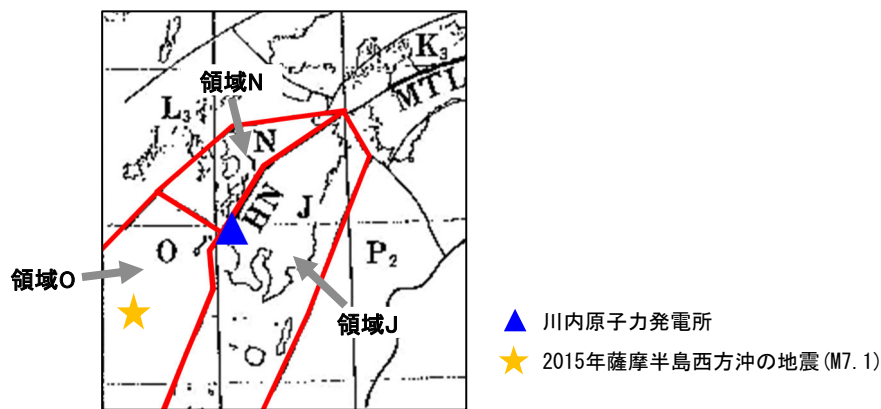 K₃
領域N
MTL
L₃
N
HN
J
O
P₂
領域O
領域J
川内原子力発電所
2015年薩摩半島西方沖の地震(M7.1)